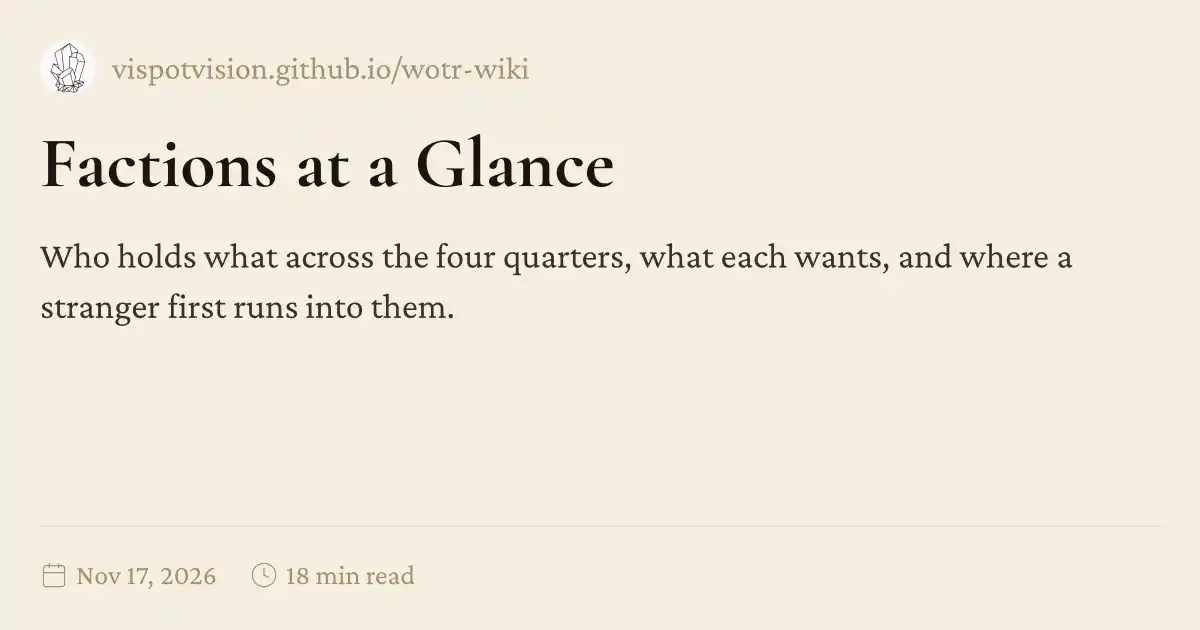 vispotvision.github.io/wotr-wiki
Factions at a Glance
Who holds what across the four quarters, what each wants, and where a
stranger first runs into them.
Nov 17, 2026
18 min read